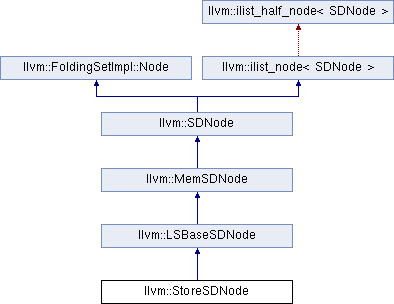 llvm::ilist_half_node< SDNode >
llvm::FoldingSetImpl::Node
llvm::ilist_node< SDNode >
llvm::SDNode
llvm::MemSDNode
llvm::LSBaseSDNode
llvm::StoreSDNode